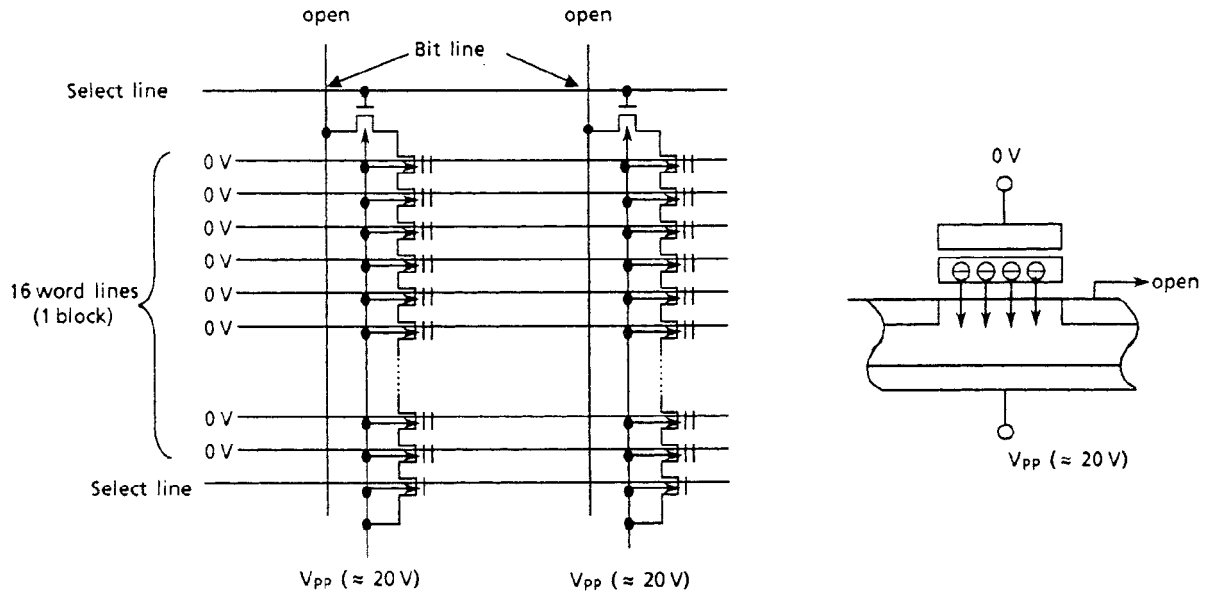 open
open
Bit line
Select line
0 V
0 V
0 V
0 V
0 V
0 V
16 word lines
(1 block)
0 V
0 V
Select line
VPP (≈ 20 V)
VPP (≈ 20 V)
0 V
open
VPP (≈ 20 V)